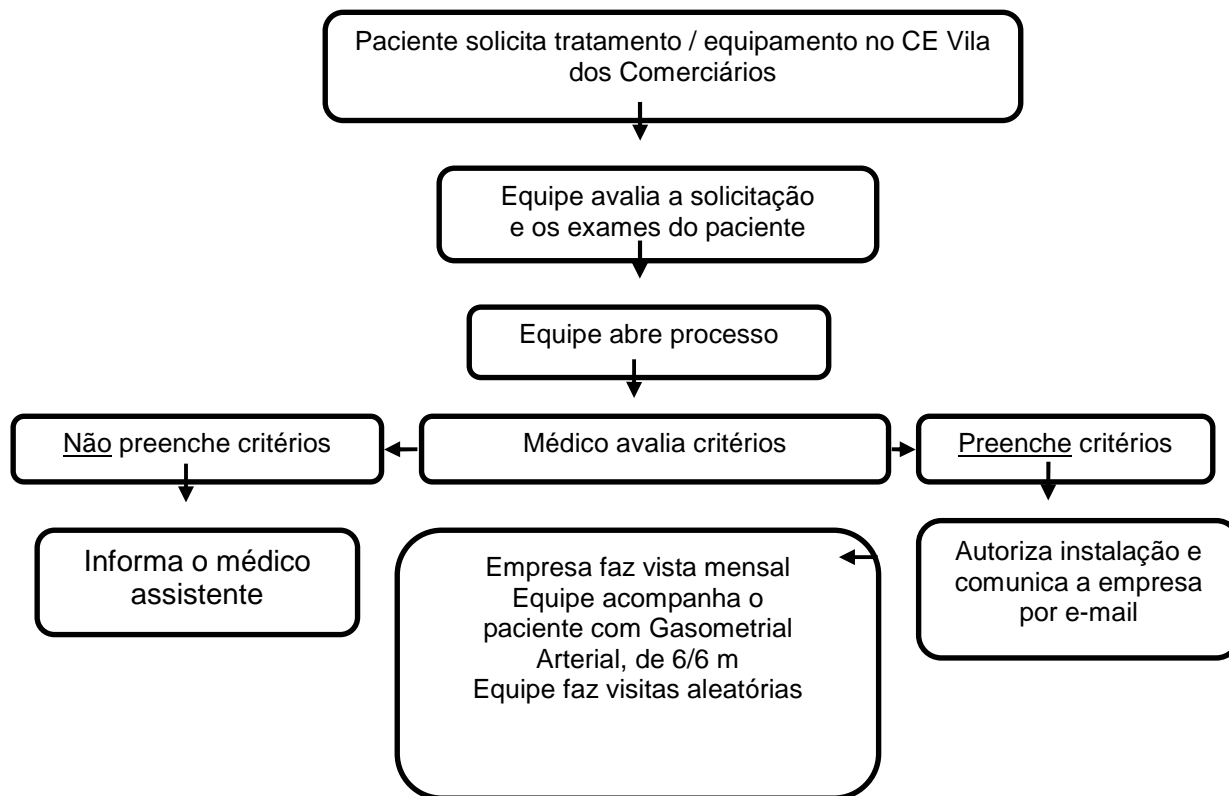 Paciente solicita tratamento / equipamento no CE Vila
dos Comerciários
Equipe avalia a solicitação
e os exames do paciente
Equipe abre processo
Não preenche critérios
Médico avalia critérios
Preenche critérios
Informa o médico
assistente
Empresa faz vista mensal
Equipe acompanha o
paciente com Gasometrial
Arterial, de 6/6 m
Equipe faz visitas aleatórias
Autoriza instalação e
comunica a empresa
por e-mail